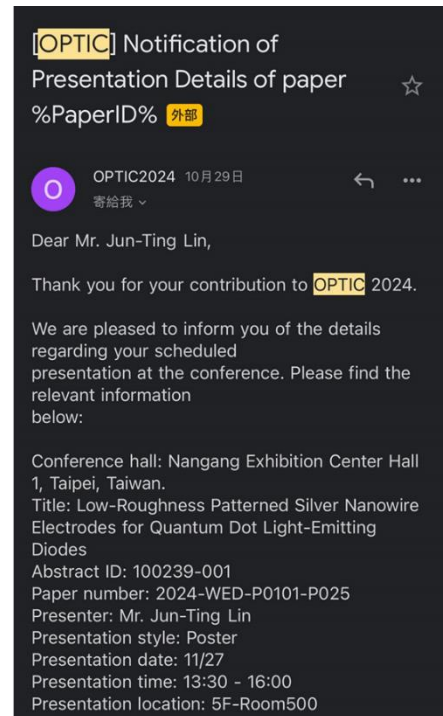 [OPTIC] Notification of
Presentation Details of paper
%PaperID% 外部
O
OPTIC2024 10月29日
寄給我
Dear Mr. Jun-Ting Lin,
Thank you for your contribution to OPTIC 2024.
We are pleased to inform you of the details
regarding your scheduled
presentation at the conference. Please find the
relevant information
below:
Conference hall: Nangang Exhibition Center Hall
1, Taipei, Taiwan.
Title: Low-Roughness Patterned Silver Nanowire
Electrodes for Quantum Dot Light-Emitting
Diodes
Abstract ID: 100239-001
Paper number: 2024-WED-P0101-P025
Presenter: Mr. Jun-Ting Lin
Presentation style: Poster
Presentation date: 11/27
Presentation time: 13:30 - 16:00
Presentation location: 5F-Room500